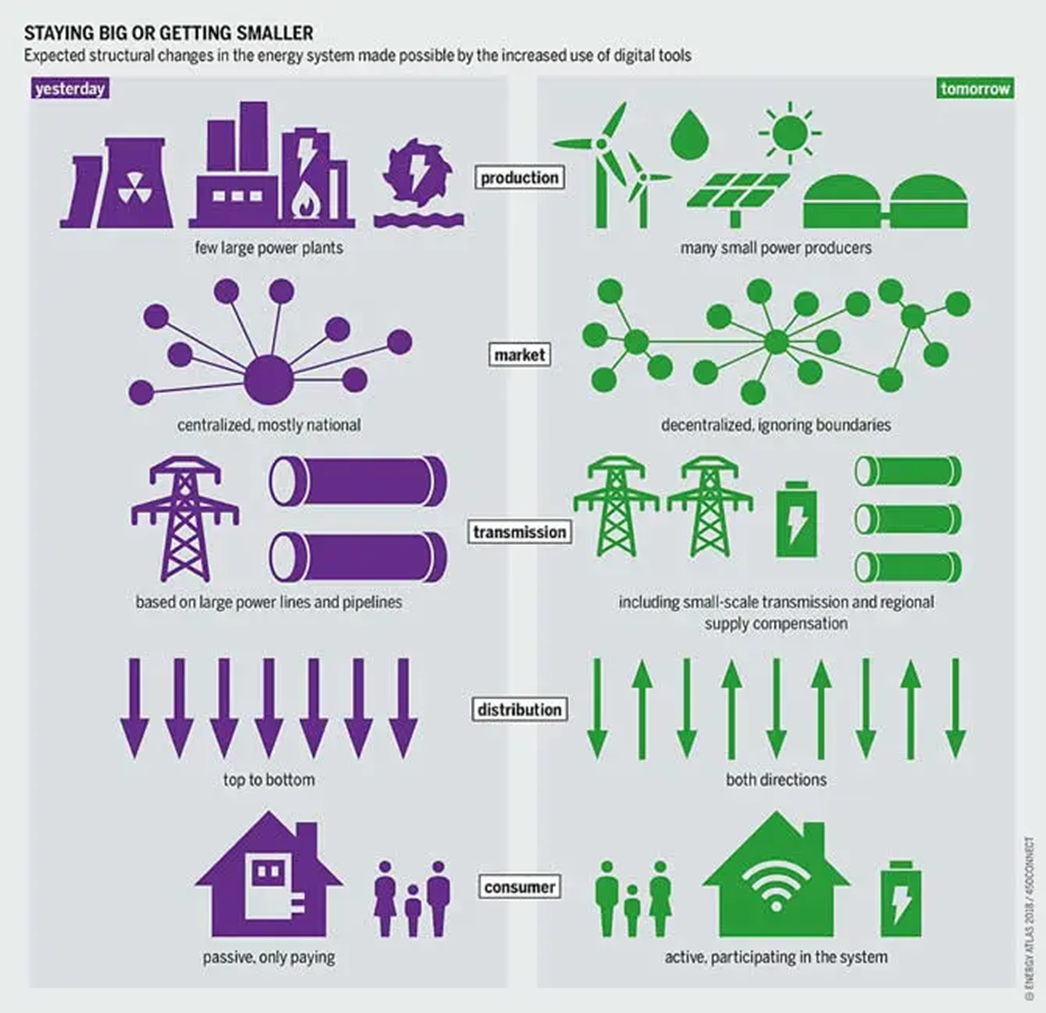 STAYING BIG OR GETTING SMALLER
Expected structural changes in the energy system made possible by the increased use of digital tools
yesterday
tomorrow
production
few large power plants
many small power producers
market
centralized, mostly national
decentralized, ignoring boundaries
transmission
based on large power lines and pipelines
including small-scale transmission and regional
supply compensation
distribution
top to bottom
both directions
consumer
passive, only paying
active, participating in the system
© ENERGY ATLAS 2018 / 450CONNECT